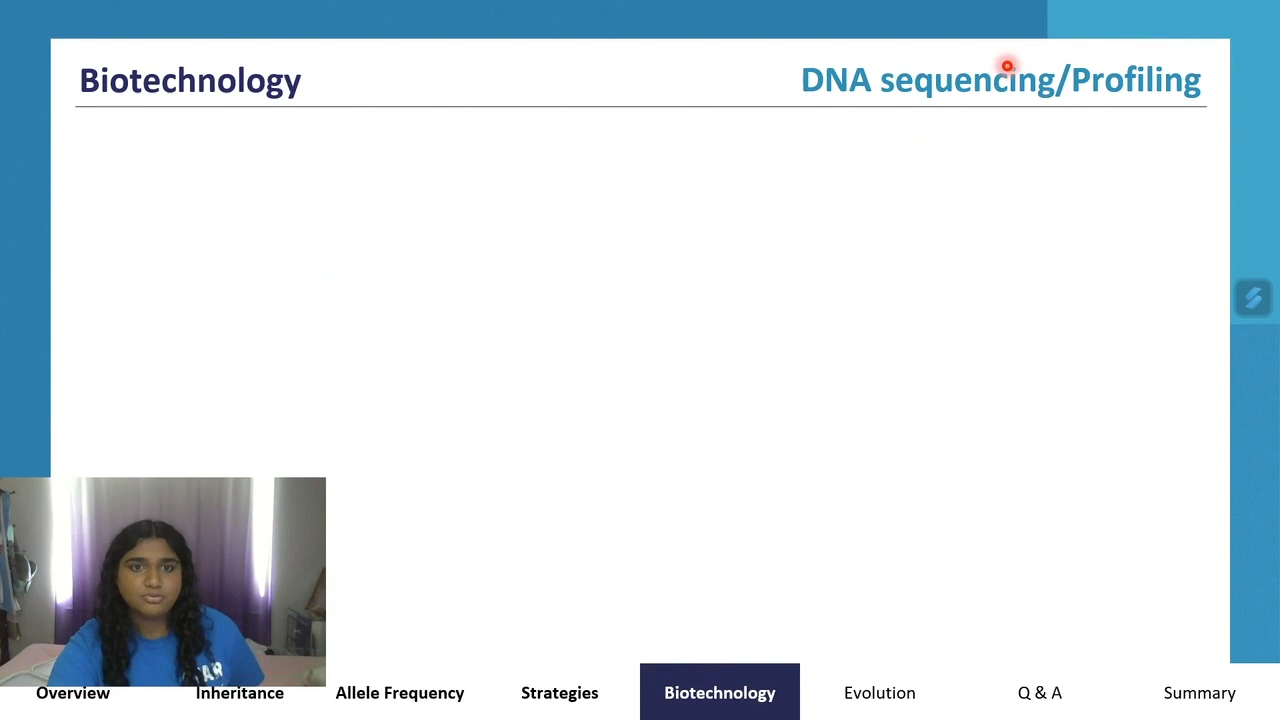 Biotechnology
DNA sequencing/Profiling
Overview
Inheritance
Allele Frequency
Strategies
Biotechnology
Evolution
Q & A
Summary